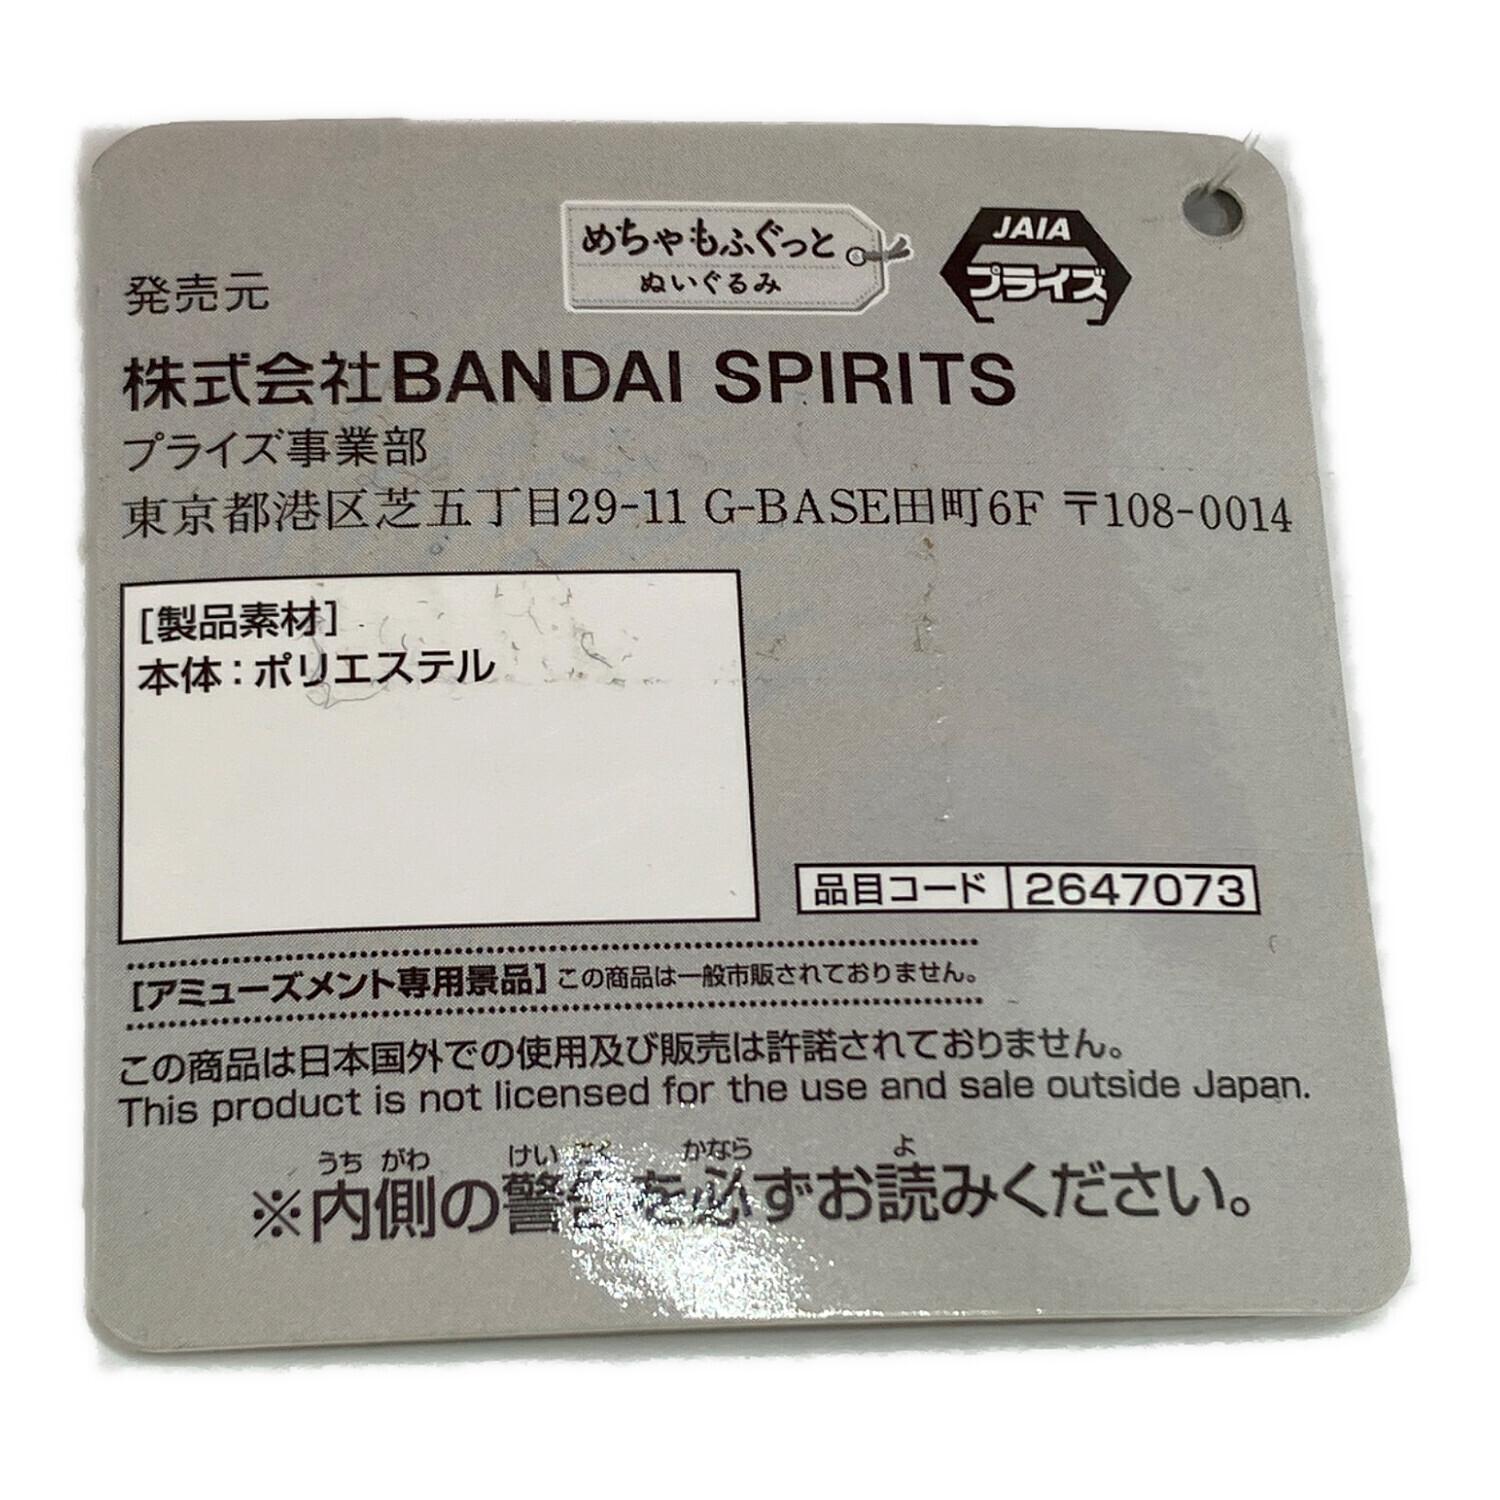 めちゃもふぐっと
ぬいぐるみ
JAIA
プライズ
発売元
株式会社BANDAI SPIRITS
プライズ事業部
東京都港区芝五丁目29-11 G-BASE田町6F 〒108-0014
[製品素材]
本体：ポリエステル
品目コード 2647073
[アミューズメント専用景品] この商品は一般市販されておりません。
この商品は日本国外での使用及び販売は許諾されておりません。
This product is not licensed for the use and sale outside Japan.
うち がわ けい こく かなら よ
※内側の警告を必ずお読みください。